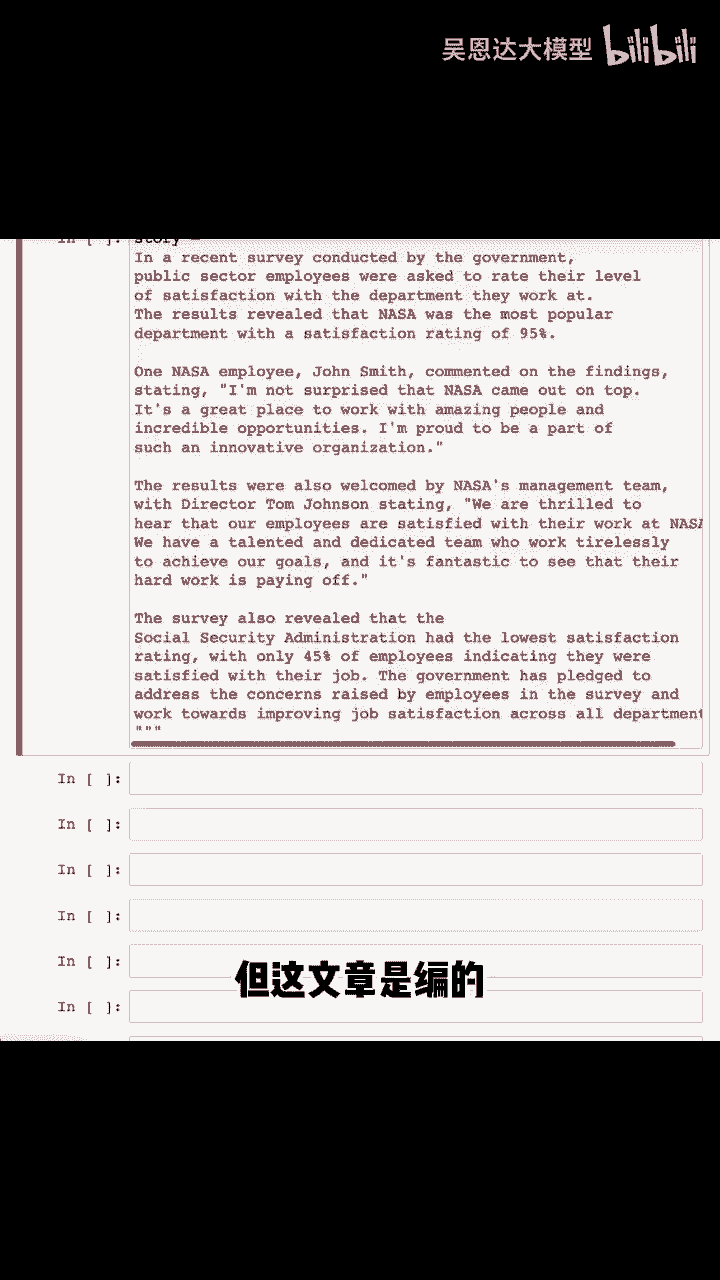 吴恩达大模型 bilibili
In [ ]: story =
In a recent survey conducted by the government,
public sector employees were asked to rate their level
of satisfaction with the department they work at.
The results revealed that NASA was the most popular
department with a satisfaction rating of 95%.
One NASA employee, John Smith, commented on the findings,
stating, "I'm not surprised that NASA came out on top.
It's a great place to work with amazing people and
incredible opportunities. I'm proud to be a part of
such an innovative organization."
The results were also welcomed by NASA's management team,
with Director Tom Johnson stating, "We are thrilled to
hear that our employees are satisfied with their work at NASA
We have a talented and dedicated team who work tirelessly
to achieve our goals, and it's fantastic to see that their
hard work is paying off."
The survey also revealed that the
Social Security Administration had the lowest satisfaction
rating, with only 45% of employees indicating they were
satisfied with their job. The government has pledged to
address the concerns raised by employees in the survey and
work towards improving job satisfaction across all department
"""
In [ ]:
In [ ]:
In [ ]:
In [ ]:
In [ ]:
但这文章是编的
In [ ]: